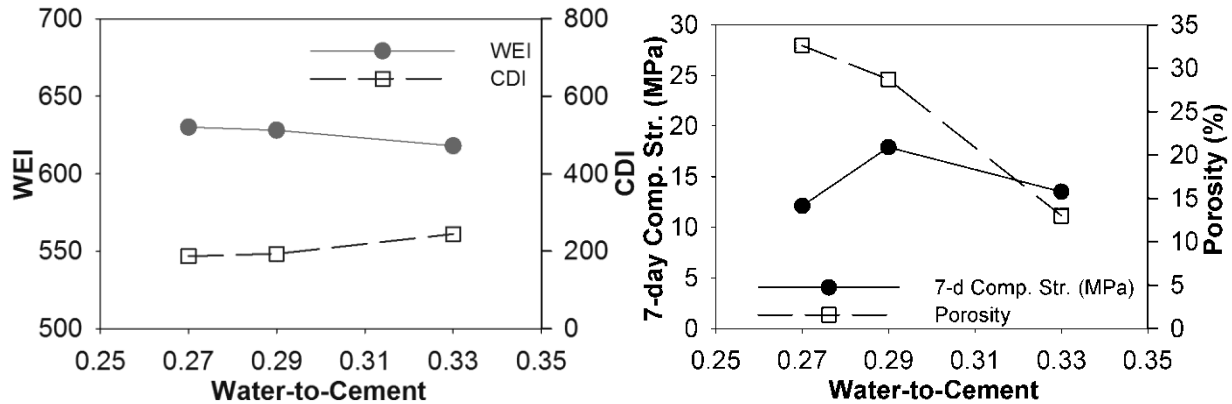 700
650
600
550
500
WEI
800
600
400
200
0
CDI
WEI
CDI
0.25 0.27 0.29 0.31 0.33 0.35
Water-to-Cement
30
25
20
15
10
5
0
7-day Comp. Str. (MPa)
35
30
25
20
15
10
5
0
Porosity (%)
7-d Comp. Str. (MPa)
Porosity
0.25 0.27 0.29 0.31 0.33 0.35
Water-to-Cement